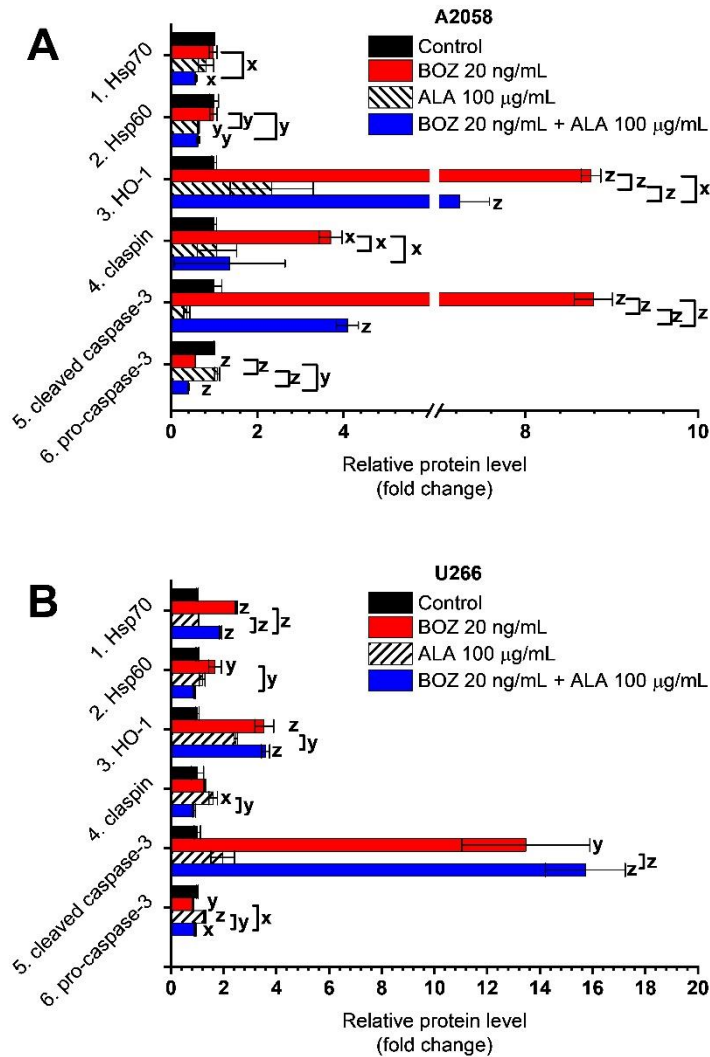 A2058
A
Control
BOZ 20 ng/mL
ALA 100 µg/mL
BOZ 20 ng/mL + ALA 100 µg/mL
1. Hsp70
x
x
2. Hsp60
y y y
y
3. HO-1
z z x
z
z
4. claspin
x x x
5. cleaved caspase-3
z z z
z
z
6. pro-caspase-3
z z y
z
z
0 2 4 8 10
Relative protein level
(fold change)
U266
B
Control
BOZ 20 ng/mL
ALA 100 µg/mL
BOZ 20 ng/mL + ALA 100 µg/mL
1. Hsp70
z z
z z
2. Hsp60
y
y
3. HO-1
z
y
z
4. claspin
x y
5. cleaved caspase-3
y
z
z
6. pro-caspase-3
y
z y x
x
0 2 4 6 8 10 12 14 16 18 20
Relative protein level
(fold change)